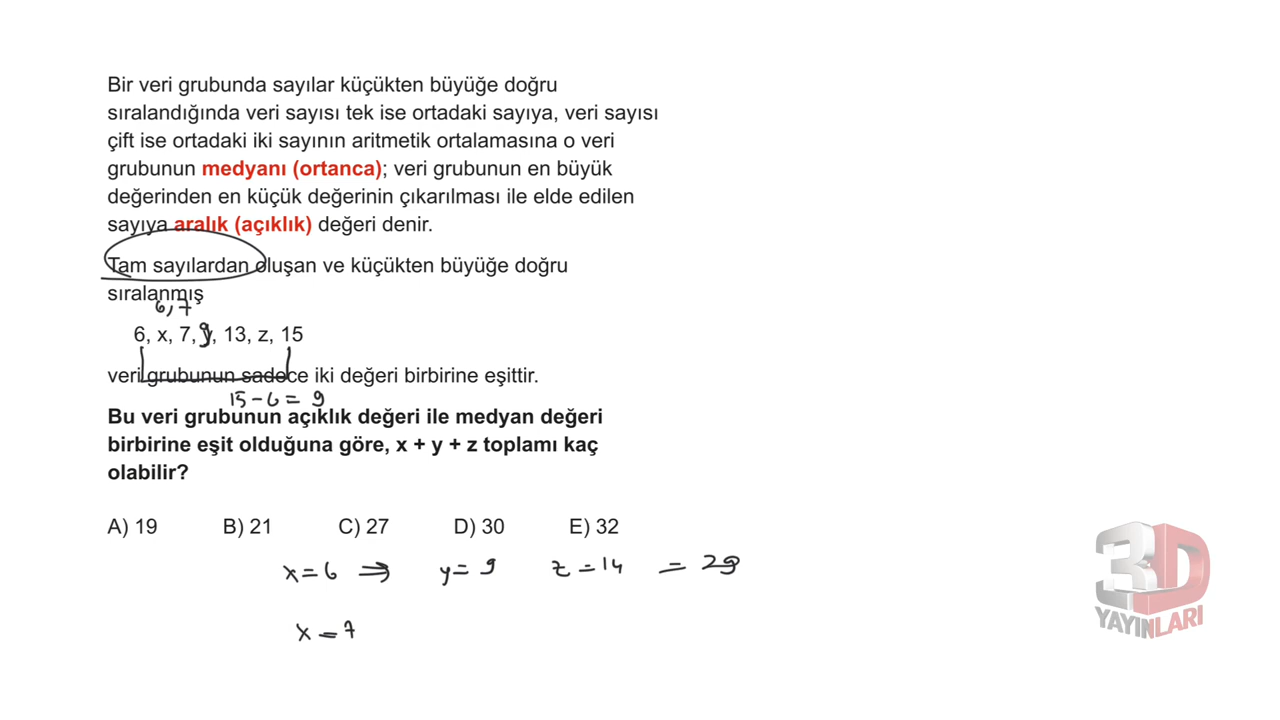 Bir veri grubunda sayılar küçükten büyüğe doğru
sıralandığında veri sayısı tek ise ortadaki sayıya, veri sayısı
çift ise ortadaki iki sayının aritmetik ortalamasına o veri
grubunun medyanı (ortanca); veri grubunun en büyük
değerinden en küçük değerinin çıkarılması ile elde edilen
sayıya aralık (açıklık) değeri denir.
Tam sayılardan oluşan ve küçükten büyüğe doğru
sıralanmış
6, 7
6, x, 7, y, 13, z, 15
9
veri grubunun sadece iki değeri birbirine eşittir.
15 - 6 = 9
Bu veri grubunun açıklık değeri ile medyan değeri
birbirine eşit olduğuna göre, x + y + z toplamı kaç
olabilir?
A) 19 B) 21 C) 27 D) 30 E) 32
x = 6 ⇒ y = 9 z = 14 = 29
x = 7
3D
YAYINLARI